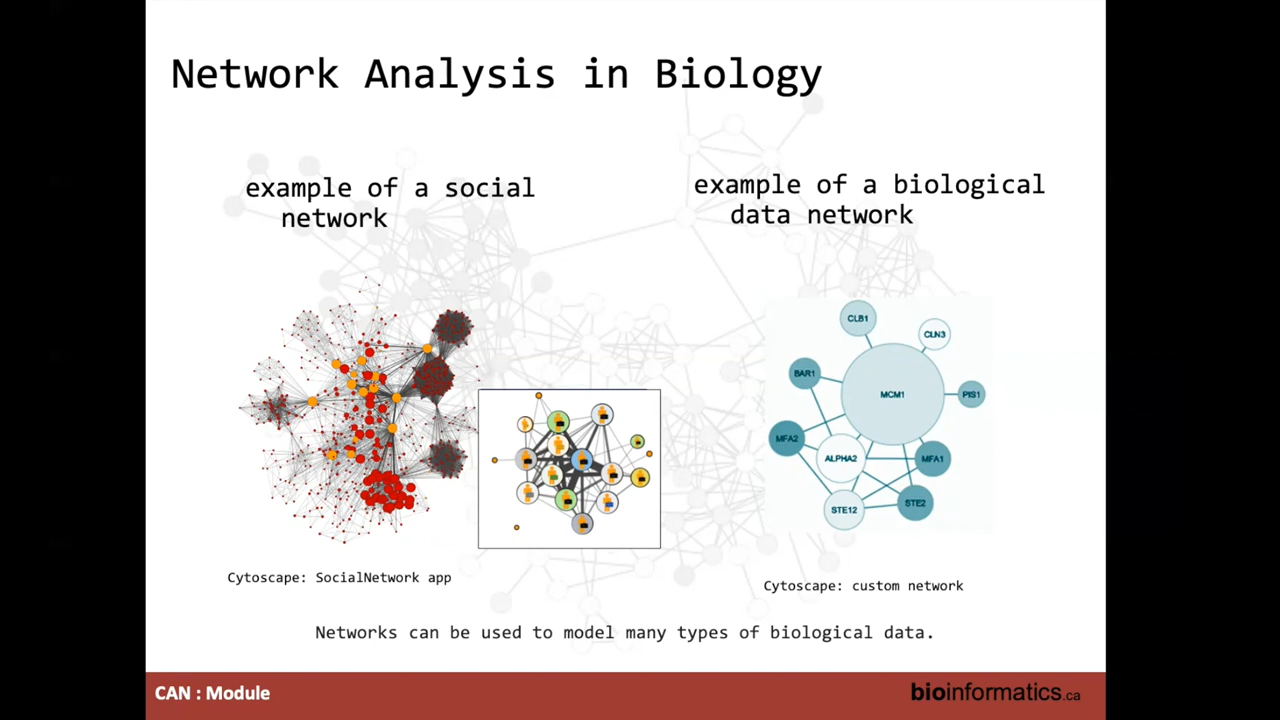 Network Analysis in Biology
example of a social
network
example of a biological
data network
CLB1
CLN3
BAR1
MCM1
PIS1
MFA2
ALPHA2
MFA1
STE12
STE2
Cytoscape: SocialNetwork app
Cytoscape: custom network
Networks can be used to model many types of biological data.
CAN : Module
bioinformatics.ca